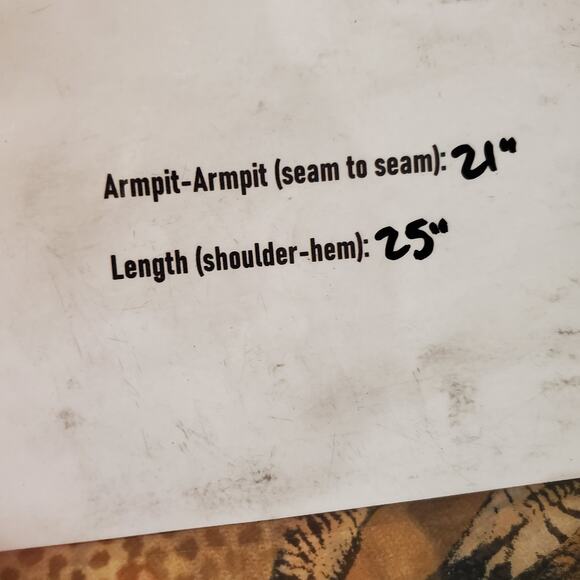 Armpit-Armpit (seam to seam): 21"
Length (shoulder-hem): 25"